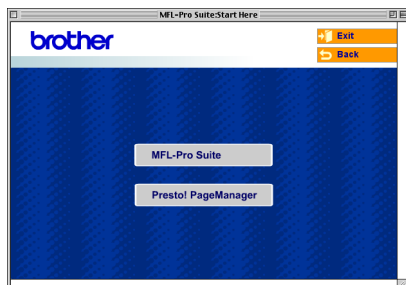 MFL-Pro Suite:Start Here
brother
Exit
Back
MFL-Pro Suite
Presto! PageManager